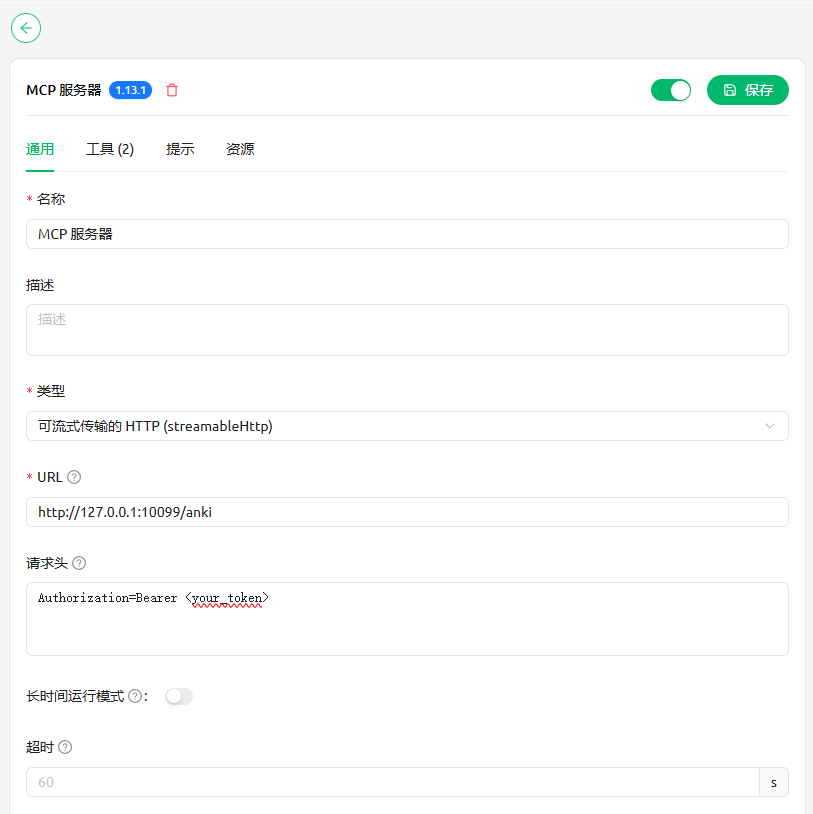 MCP 服务器 1.13.1 保存
通用 工具 (2) 提示 资源
* 名称
MCP 服务器
描述
描述
* 类型
可流式传输的 HTTP (streamableHttp)
* URL
http://127.0.0.1:10099/anki
请求头
Authorization=Bearer <your_token>
长时间运行模式 :
超时
60 s